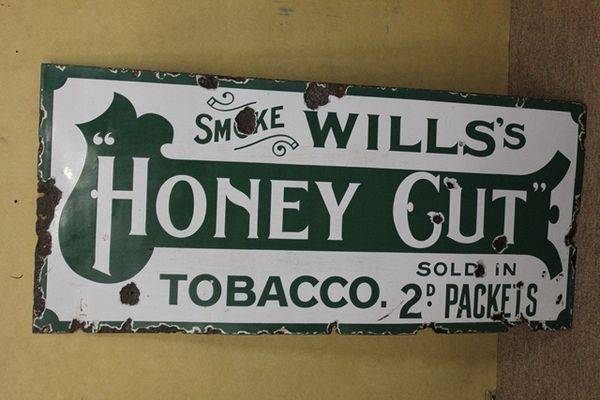 SMOKE WILLS'S
"HONEY CUT"
TOBACCO. SOLD IN
2D PACKETS